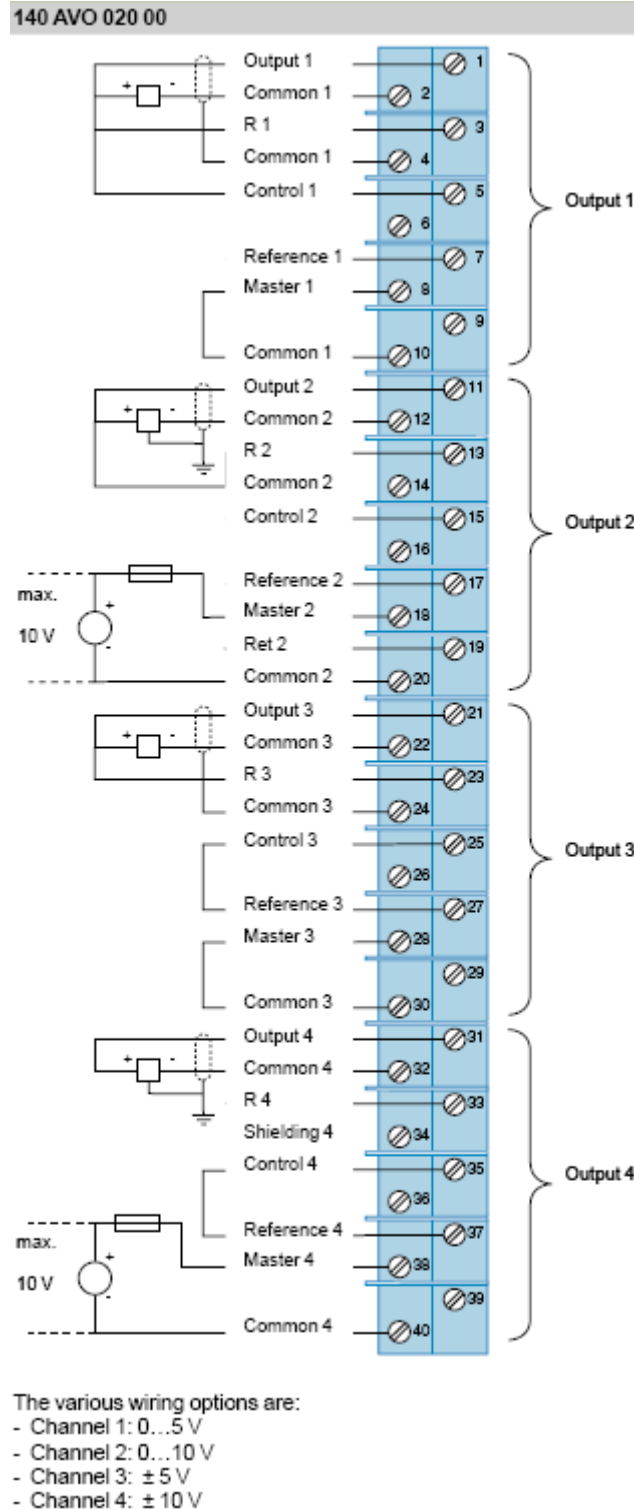 140 AVO 020 00
Output 1 1
+ - Common 1 2
R 1 3
Common 1 4
Control 1 5
Output 1
6
Reference 1 7
Master 1 8
9
Common 1 10
Output 2 11
+ - Common 2 12
R 2 13
Common 2 14
Control 2 15
Output 2
16
Reference 2 17
max.
+ Master 2 18
10 V
- Ret 2 19
Common 2 20
Output 3 21
+ - Common 3 22
R 3 23
Common 3 24
Control 3 25
Output 3
26
Reference 3 27
Master 3 28
29
Common 3 30
Output 4 31
+ - Common 4 32
R 4 33
Shielding 4 34
Control 4 35
Output 4
36
Reference 4 37
max.
+ Master 4 38
10 V
- 39
Common 4 40
The various wiring options are:
- Channel 1: 0...5 V
- Channel 2: 0...10 V
- Channel 3: ± 5 V
- Channel 4: ± 10 V